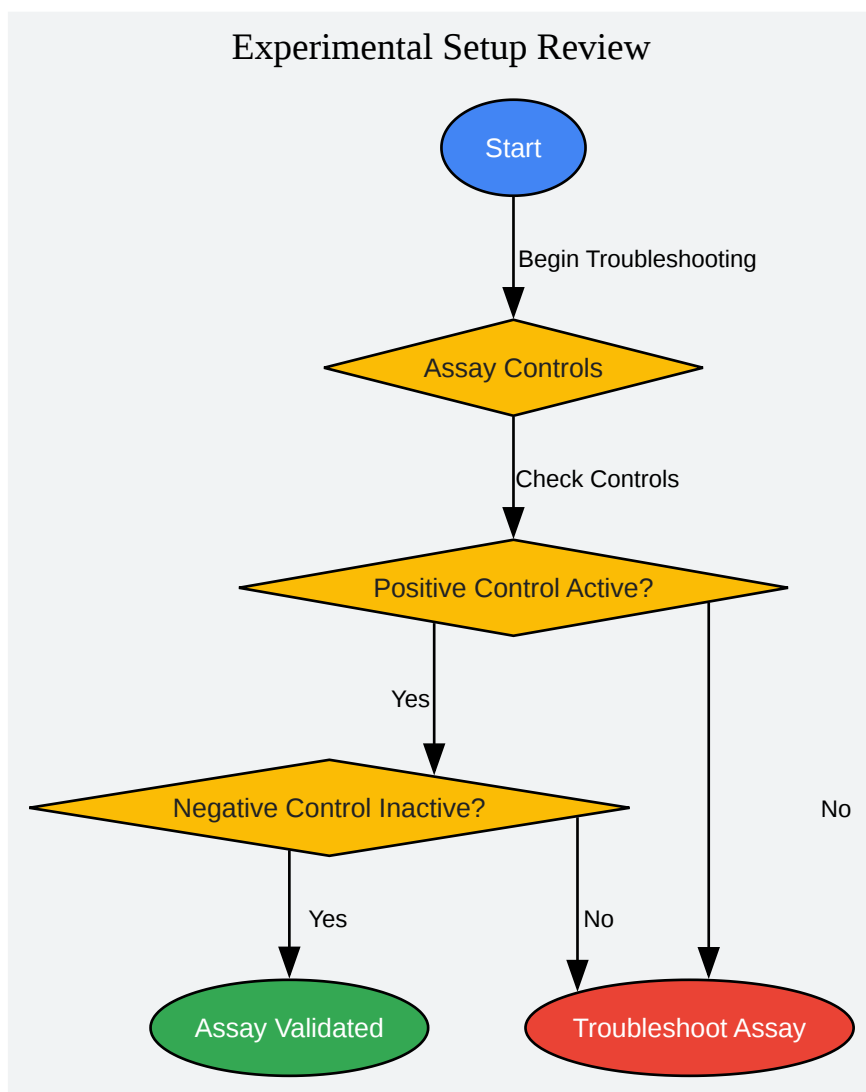 Experimental Setup Review
Start
Begin Troubleshooting
Assay Controls
Check Controls
Positive Control Active?
Yes
Negative Control Inactive?
No
Yes
No
Assay Validated
Troubleshoot Assay